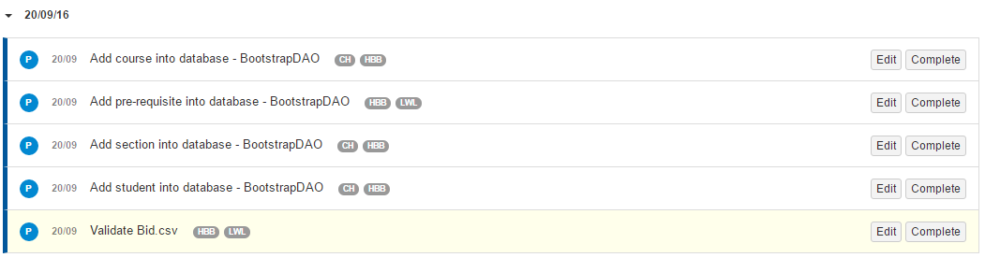 20/09/16
P 20/09 Add course into database - BootstrapDAO CH HBB Edit Complete
P 20/09 Add pre-requisite into database - BootstrapDAO HBB LWL Edit Complete
P 20/09 Add section into database - BootstrapDAO CH HBB Edit Complete
P 20/09 Add student into database - BootstrapDAO CH HBB Edit Complete
P 20/09 Validate Bid.csv HBB LWL Edit Complete